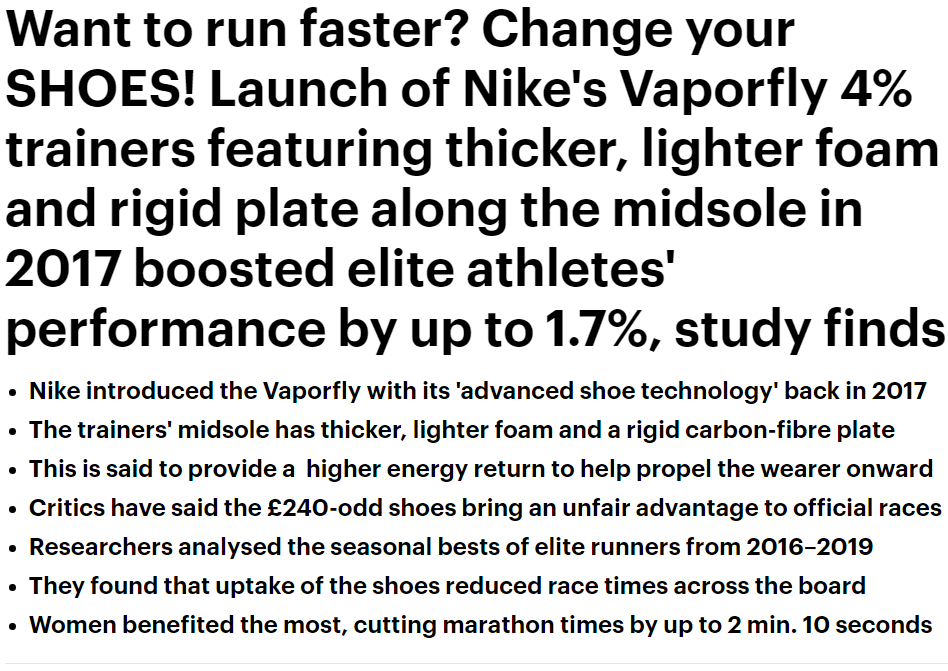 Want to run faster? Change your
SHOES! Launch of Nike's Vaporfly 4%
trainers featuring thicker, lighter foam
and rigid plate along the midsole in
2017 boosted elite athletes'
performance by up to 1.7%, study finds
• Nike introduced the Vaporfly with its 'advanced shoe technology' back in 2017
• The trainers' midsole has thicker, lighter foam and a rigid carbon-fibre plate
• This is said to provide a  higher energy return to help propel the wearer onward
• Critics have said the £240-odd shoes bring an unfair advantage to official races
• Researchers analysed the seasonal bests of elite runners from 2016–2019
• They found that uptake of the shoes reduced race times across the board
• Women benefited the most, cutting marathon times by up to 2 min. 10 seconds